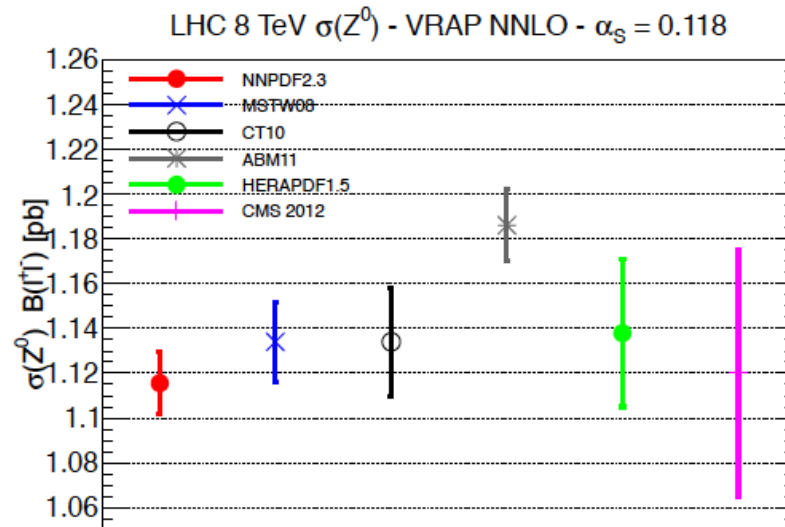 LHC 8 TeV σ(Z⁰) - VRAP NNLO - α_S = 0.118
σ(Z⁰) B(l⁺l⁻) [pb]
1.26
1.24
1.22
1.2
1.18
1.16
1.14
1.12
1.1
1.08
1.06
NNPDF2.3
MSTW08
CT10
ABM11
HERAPDF1.5
CMS 2012